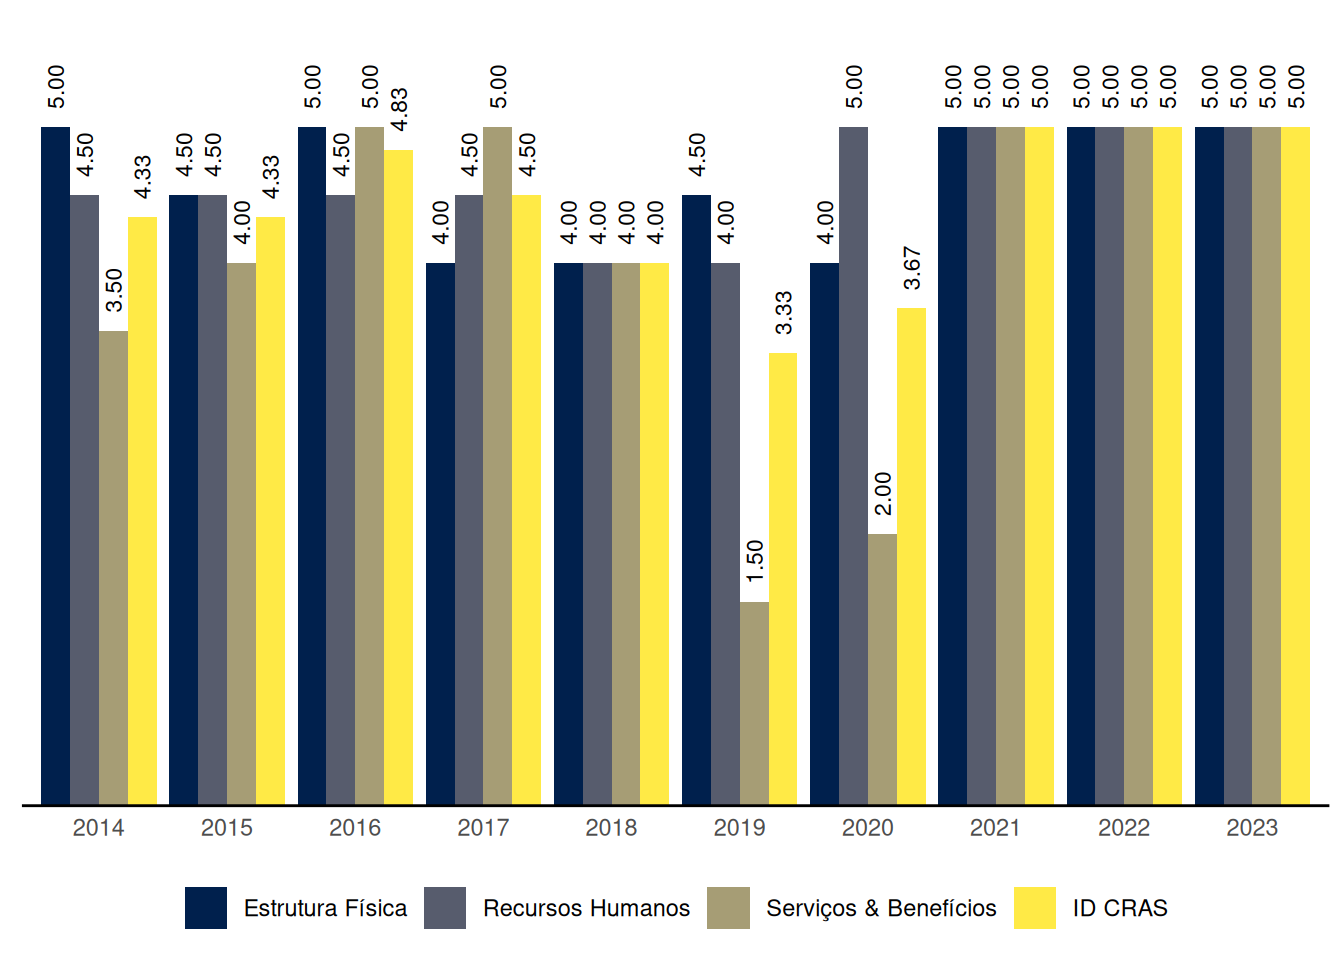 5.00 4.50 3.50 4.33 4.50 4.50 4.00 4.33 5.00 4.50 5.00 4.83 4.00 4.50 5.00 4.50 4.00 4.00 4.00 4.00 4.50 4.00 1.50 3.33 4.00 5.00 2.00 3.67 5.00 5.00 5.00 5.00 5.00 5.00 5.00 5.00 5.00 5.00 5.00 5.00
2014 2015 2016 2017 2018 2019 2020 2021 2022 2023
Estrutura Física Recursos Humanos Serviços & Benefícios ID CRAS